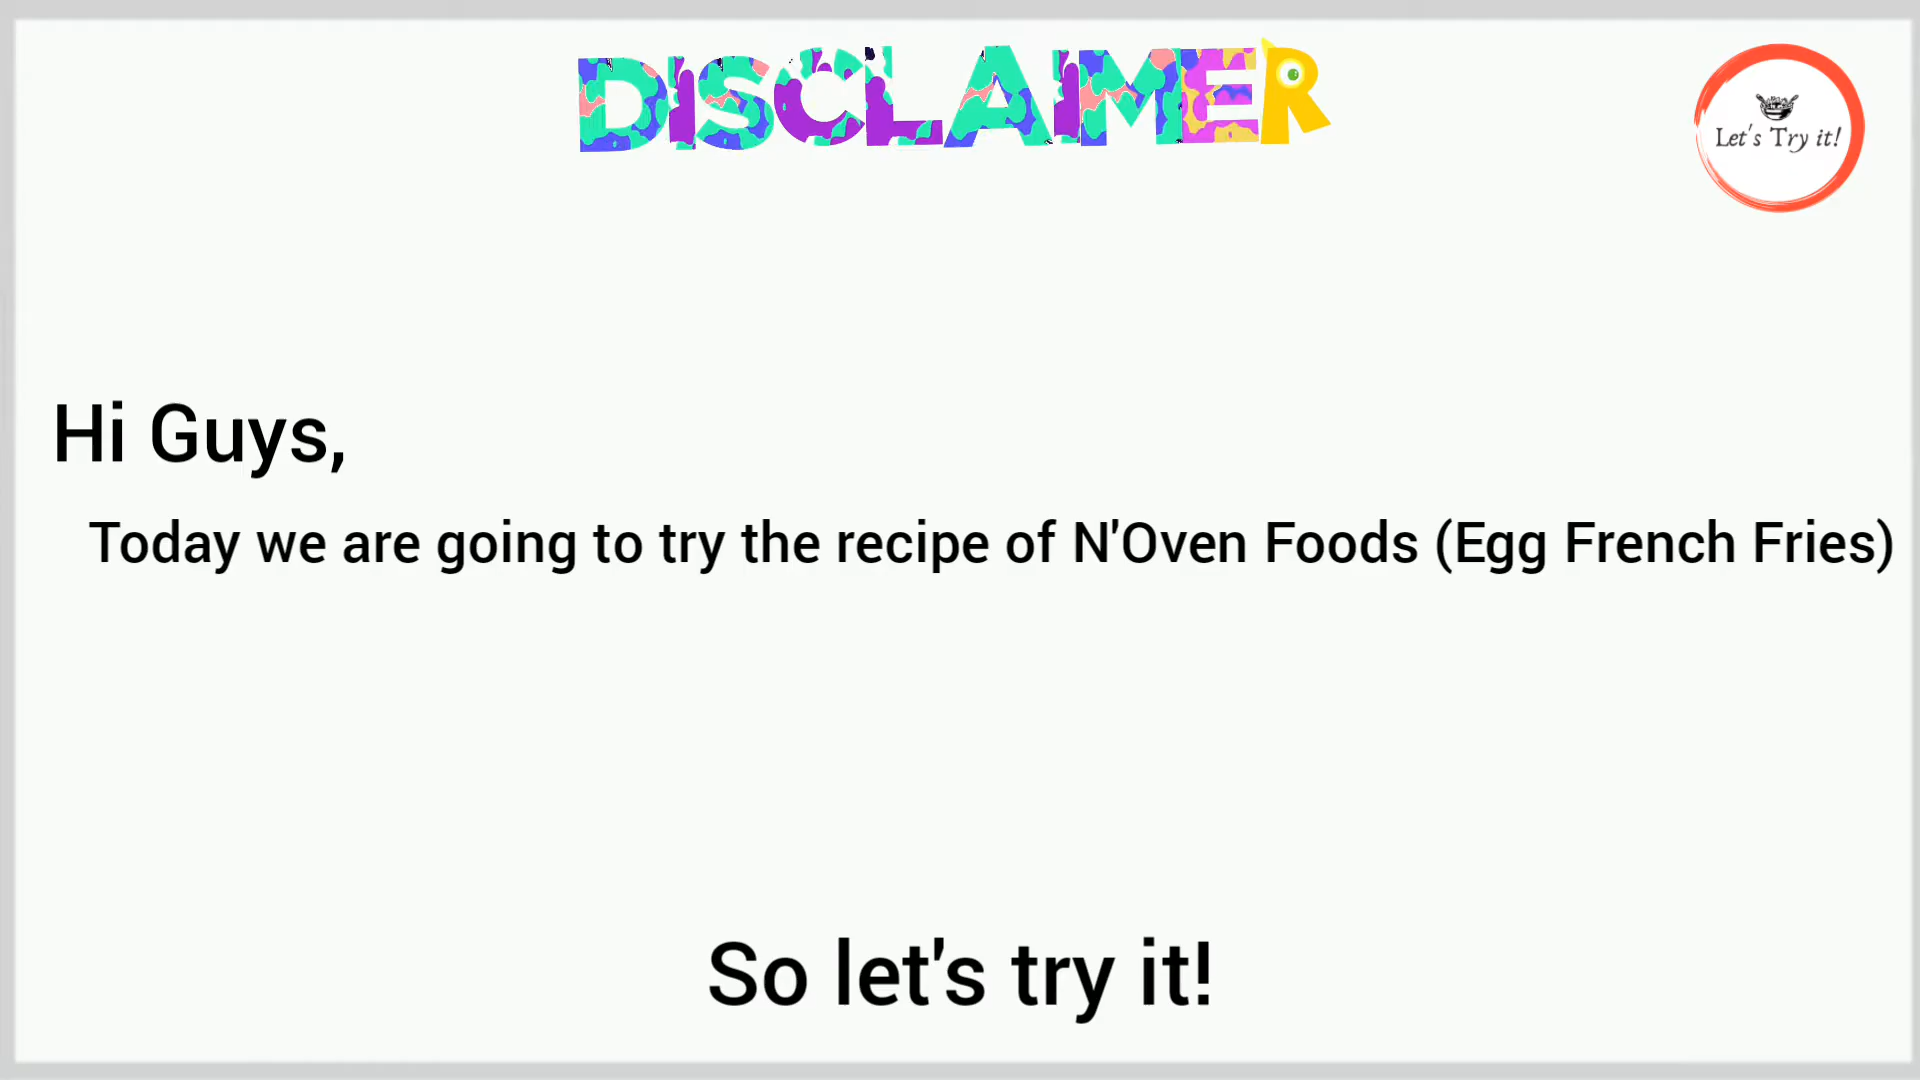 DISCLAIMER
Let's Try it!
Hi Guys,
Today we are going to try the recipe of N'Oven Foods (Egg French Fries)
So let's try it!